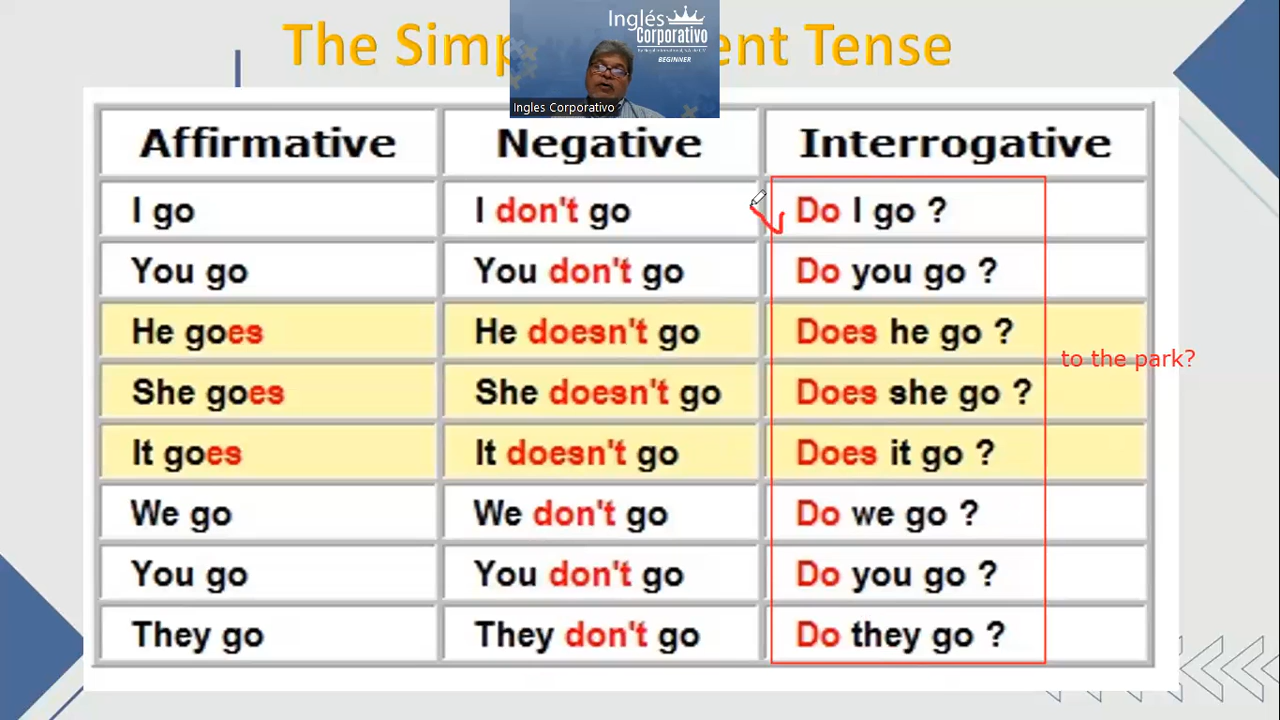 The Simp ent Tense
Inglés
Corporativo
BEGINNER
Ingles Corporativo
Affirmative Negative Interrogative
I go I don't go Do I go ?
You go You don't go Do you go ?
He goes He doesn't go Does he go ?
to the park?
She goes She doesn't go Does she go ?
It goes It doesn't go Does it go ?
We go We don't go Do we go ?
You go You don't go Do you go ?
They go They don't go Do they go ?